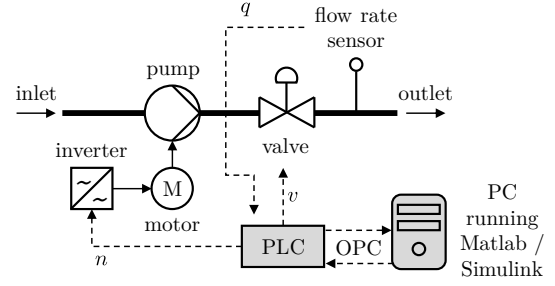 q
flow rate
sensor
pump
inlet
outlet
inverter
valve
M
motor
v
n
PLC
OPC
PC
running
Matlab /
Simulink